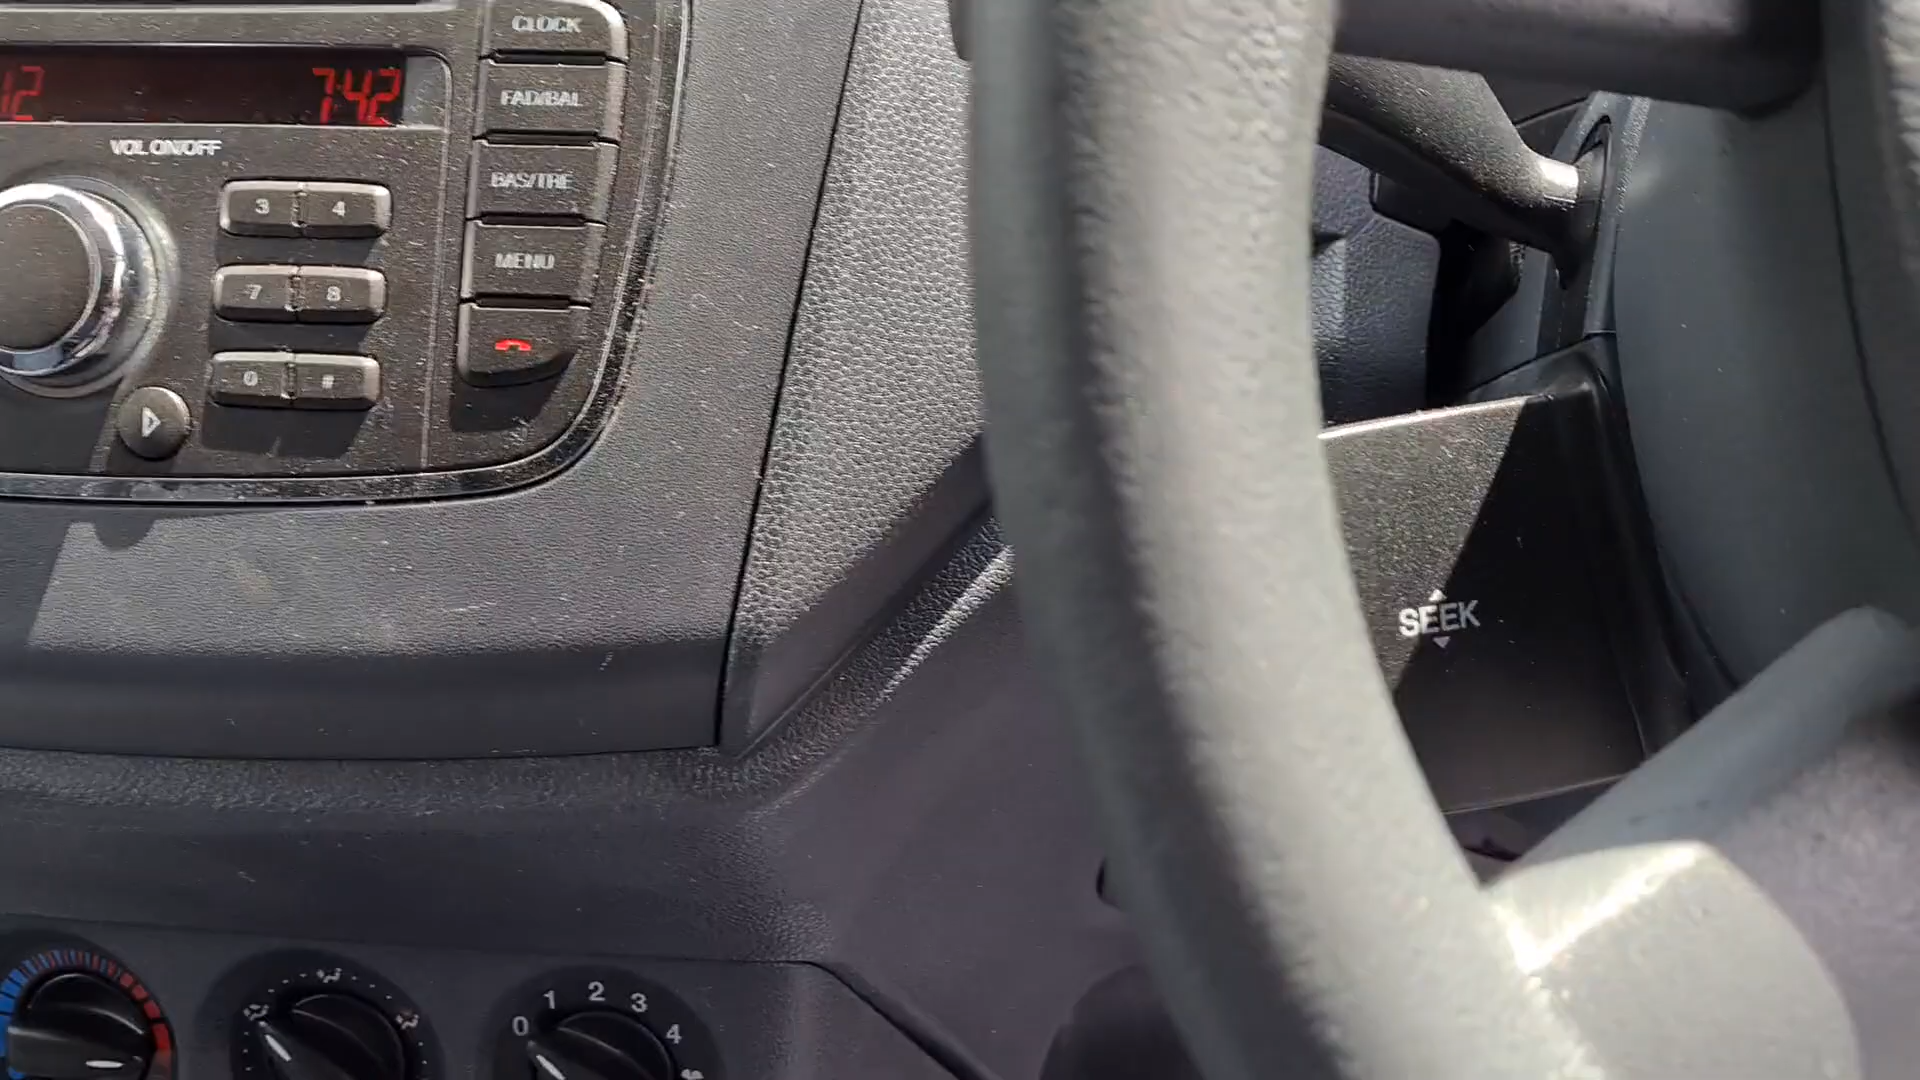 CLOCK
12 7:42
FAD/BAL
VOL ON/OFF
BAS/TRE
3 4
MENU
7 8
0 #
SEEK
0 1 2 3 4